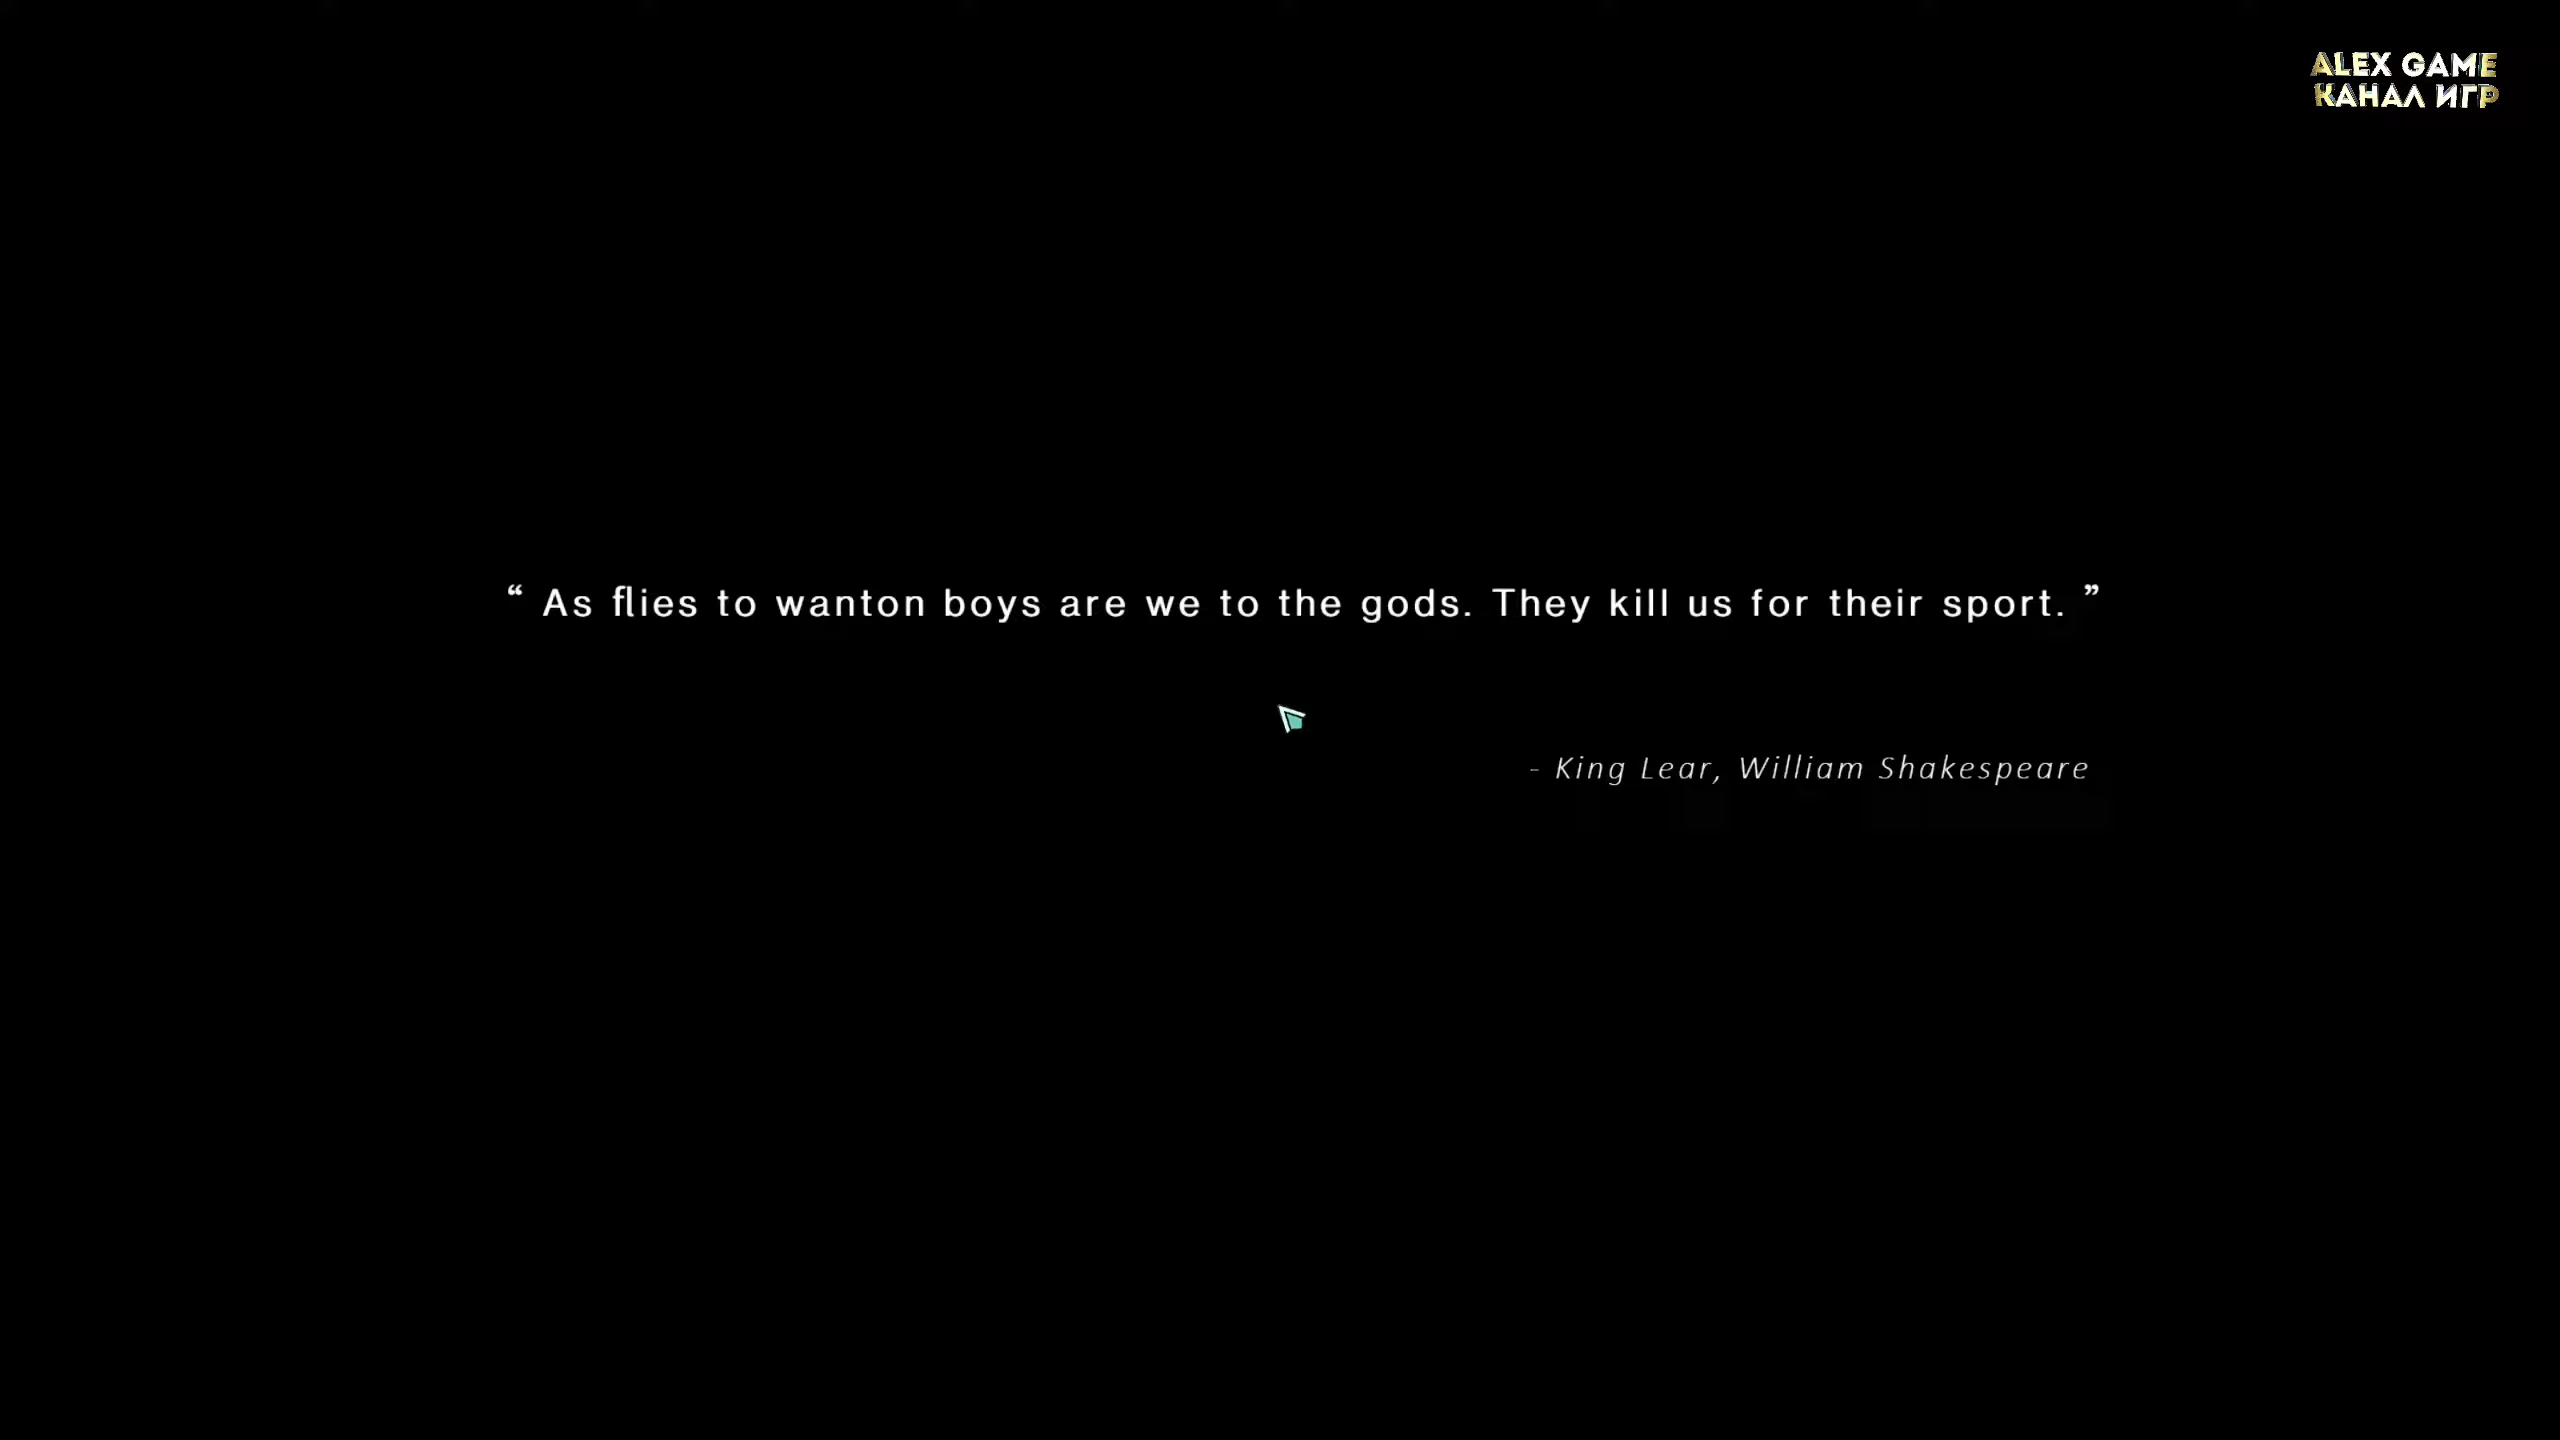 ALEX GAME
КАНАЛ ИГР
“ As flies to wanton boys are we to the gods. They kill us for their sport. ”
- King Lear, William Shakespeare